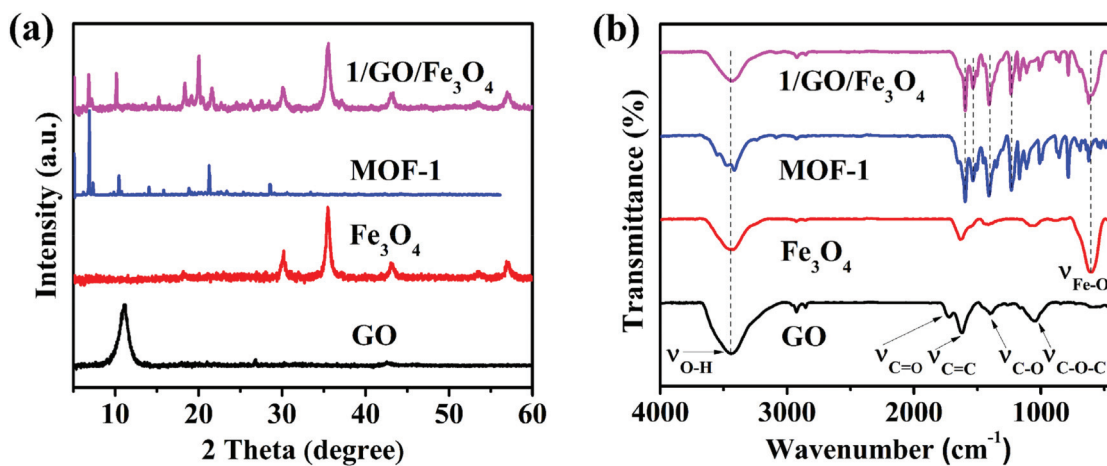 (a)
1/GO/Fe₃O₄
MOF-1
Fe₃O₄
GO
Intensity (a.u.)
10 20 30 40 50 60
2 Theta (degree)
(b)
1/GO/Fe₃O₄
MOF-1
Fe₃O₄
νFe-O
GO
νO-H
νC=O νC=C νC-O νC-O-C
Transmittance (%)
4000 3000 2000 1000
Wavenumber (cm⁻¹)